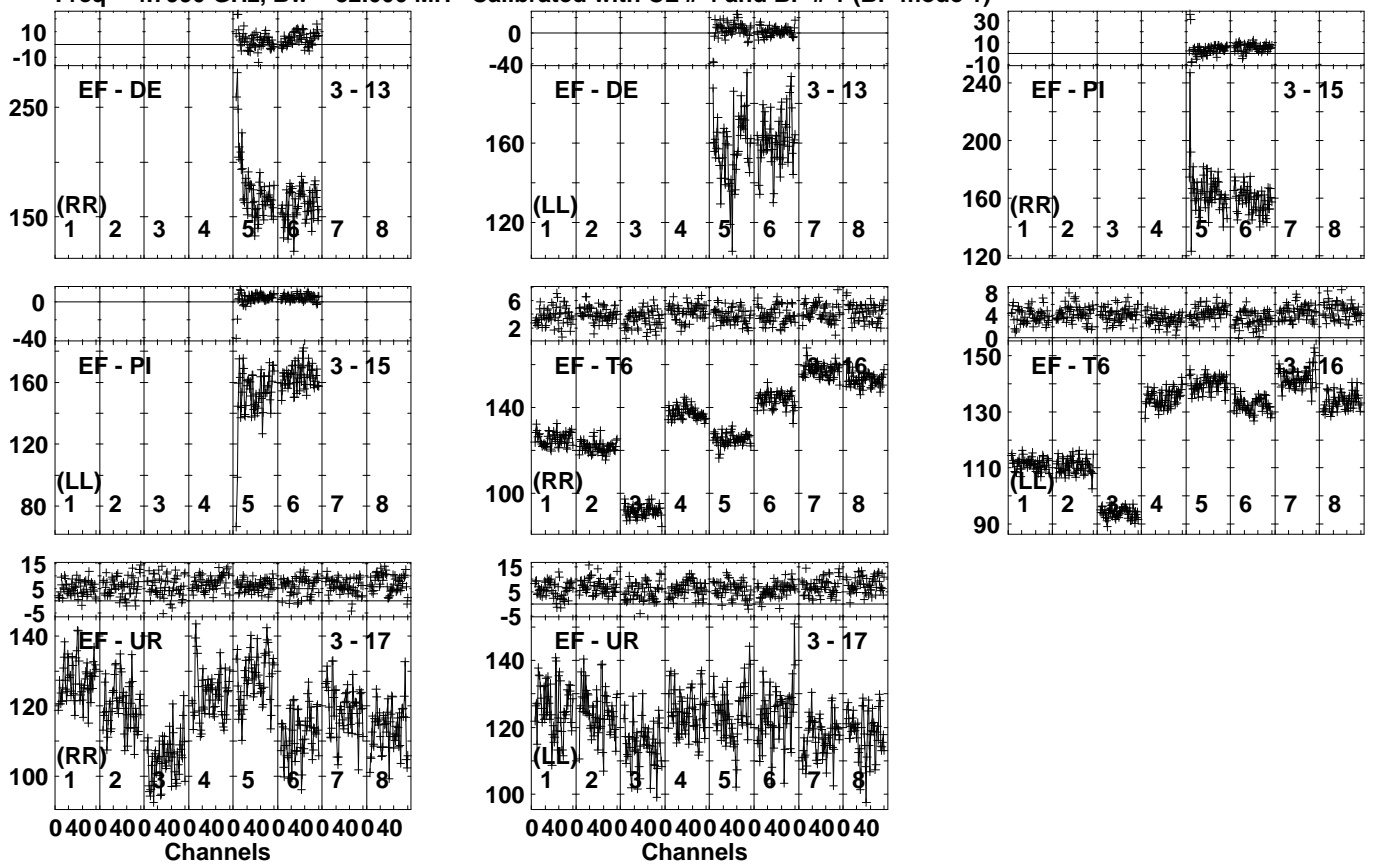 10
-10
EF - DE 3 - 13
250
150
(RR)
1 2 3 4 5 6 7 8
0
-40
EF - DE 3 - 13
160
120
(LL)
1 2 3 4 5 6 7 8
30
10
-10
EF - PI 3 - 15
240
200
160
120
(RR)
1 2 3 4 5 6 7 8
0
-40
EF - PI 3 - 15
160
120
80
(LL)
1 2 3 4 5 6 7 8
6
2
EF - T6 3 - 16
140
100
(RR)
1 2 3 4 5 6 7 8
8
4
0
EF - T6 3 - 16
150
130
110
90
(LL)
1 2 3 4 5 6 7 8
15
5
-5
EF - UR 3 - 17
140
120
100
(RR)
1 2 3 4 5 6 7 8
0 40 0 40 0 40 0 40 0 40 0 40 0 40 0 40
Channels
15
5
-5
EF - UR 3 - 17
140
120
100
(LL)
1 2 3 4 5 6 7 8
0 40 0 40 0 40 0 40 0 40 0 40 0 40 0 40
Channels